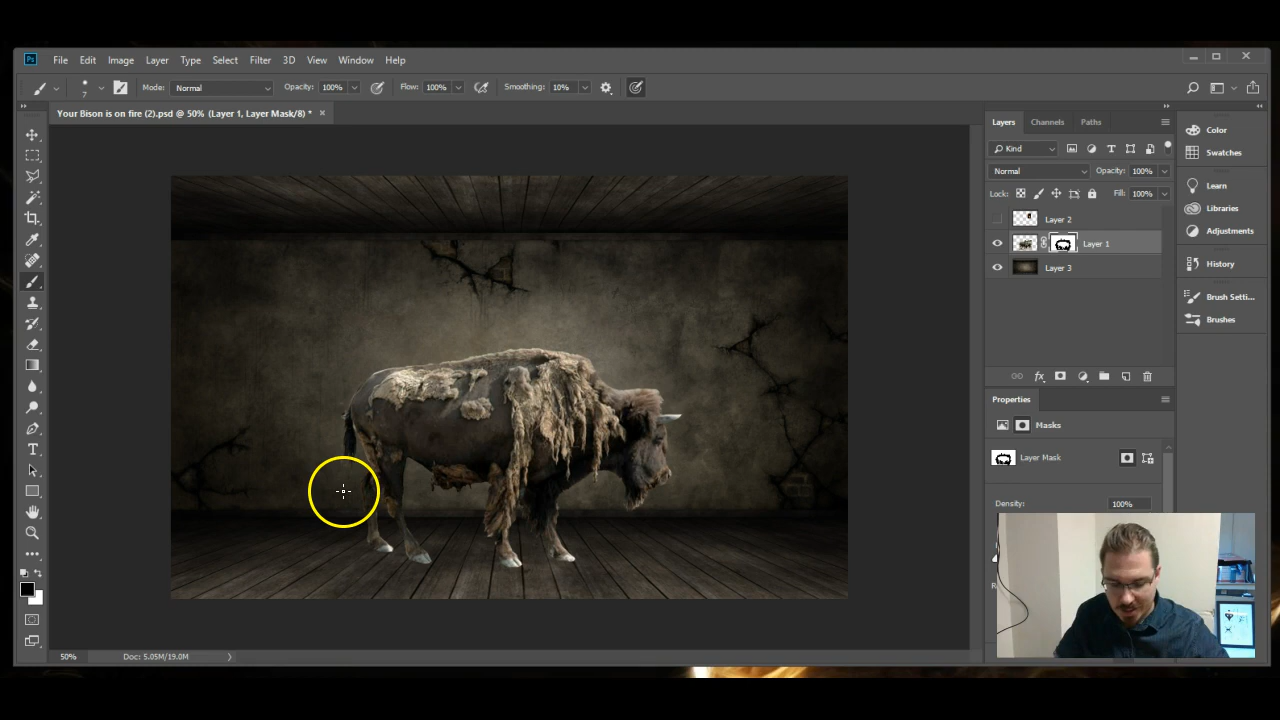 Ps File Edit Image Layer Type Select Filter 3D View Window Help
7 Mode: Normal Opacity: 100% Flow: 100% Smoothing: 10%
Your Bison is on fire (2).psd @ 50% (Layer 1, Layer Mask/8) * ×
Layers Channels Paths
Kind
Normal Opacity: 100%
Lock: Fill: 100%
Layer 2
Layer 1
Layer 3
fx
Properties
Masks
Layer Mask
Density: 100%
Color
Swatches
Learn
Libraries
Adjustments
History
Brush Setti...
Brushes
50% Doc: 5.05M/19.0M